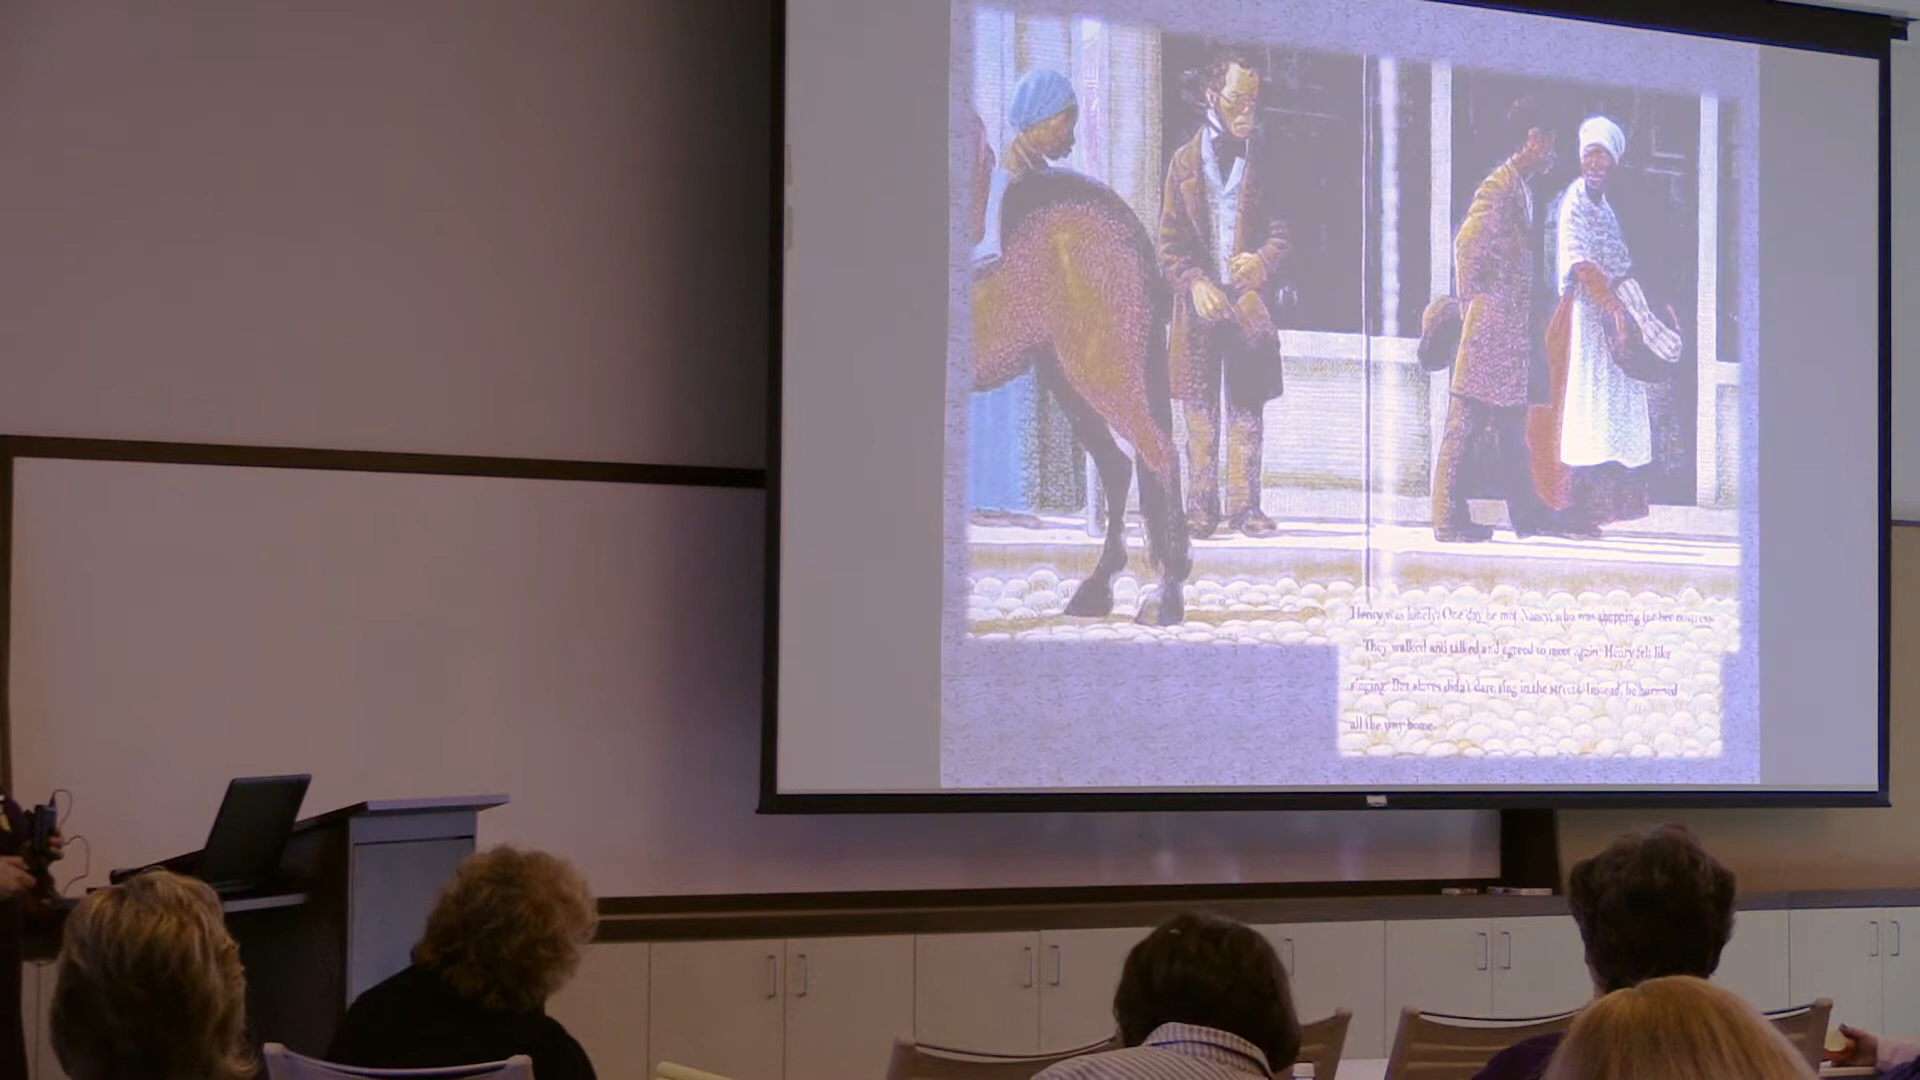 Henry was lonely. One day he met Nancy, who was shopping for her mistress.
They walked and talked and agreed to meet again. Henry felt like
singing. But slaves didn't dare sing in the streets. Instead, he hummed
all the way home.